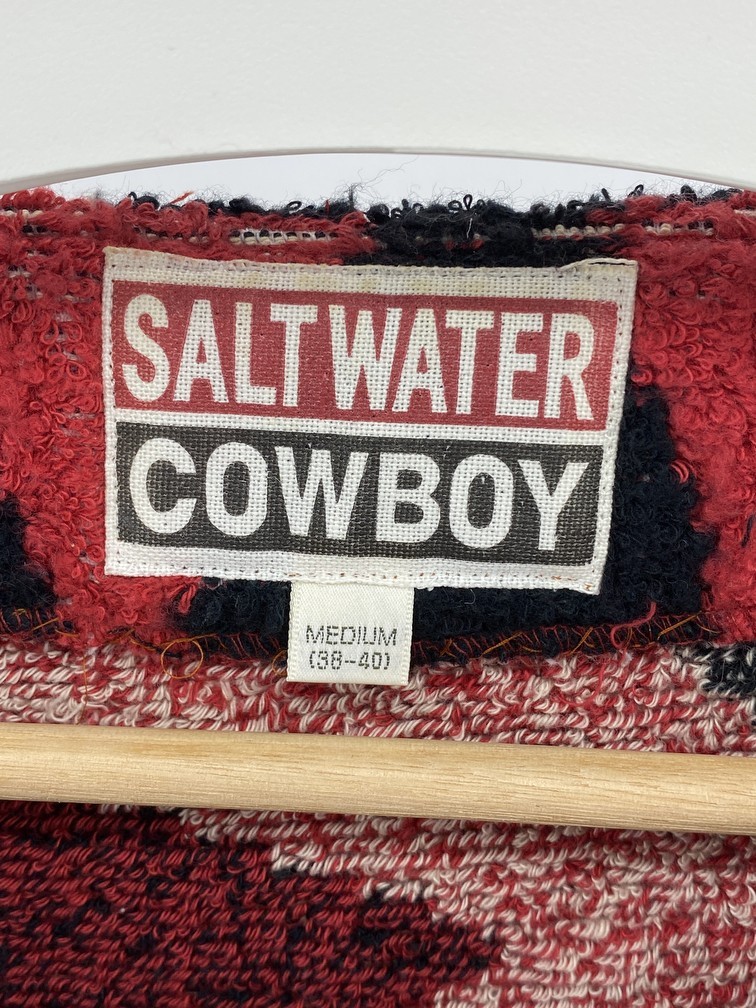 SALTWATER
COWBOY
MEDIUM
(38--40)